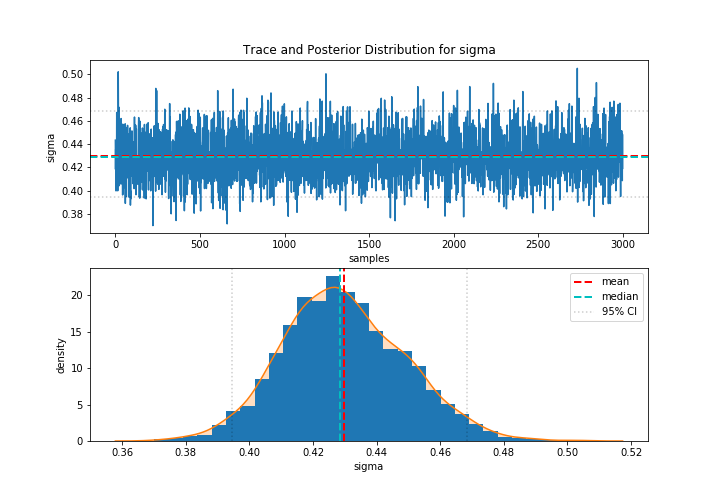 Trace and Posterior Distribution for sigma
0.50
0.48
0.46
0.44
0.42
0.40
0.38
sigma
0 500 1000 1500 2000 2500 3000
samples
20
15
10
5
0
density
mean
median
95% CI
0.36 0.38 0.40 0.42 0.44 0.46 0.48 0.50 0.52
sigma